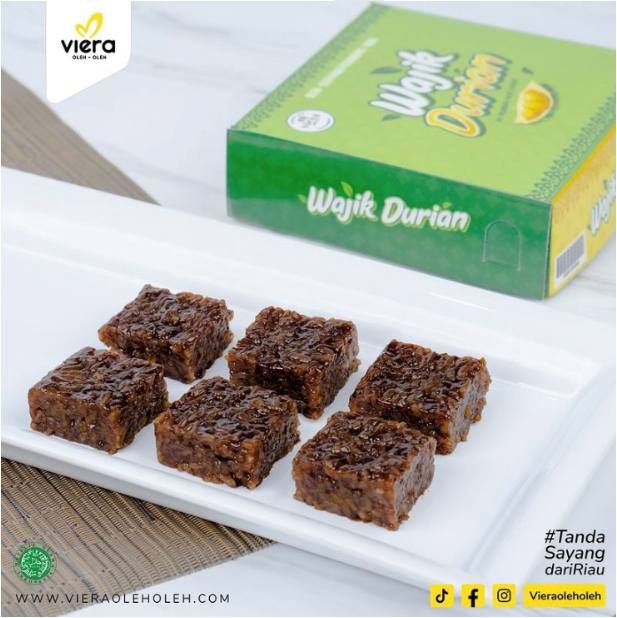 viera
OLEH - OLEH
Wajik
Durian
Wajik Durian
Wajik
#Tanda
Sayang
dariRiau
WWW.VIERAOLEHOLEH.COM
Vieraoleholeh